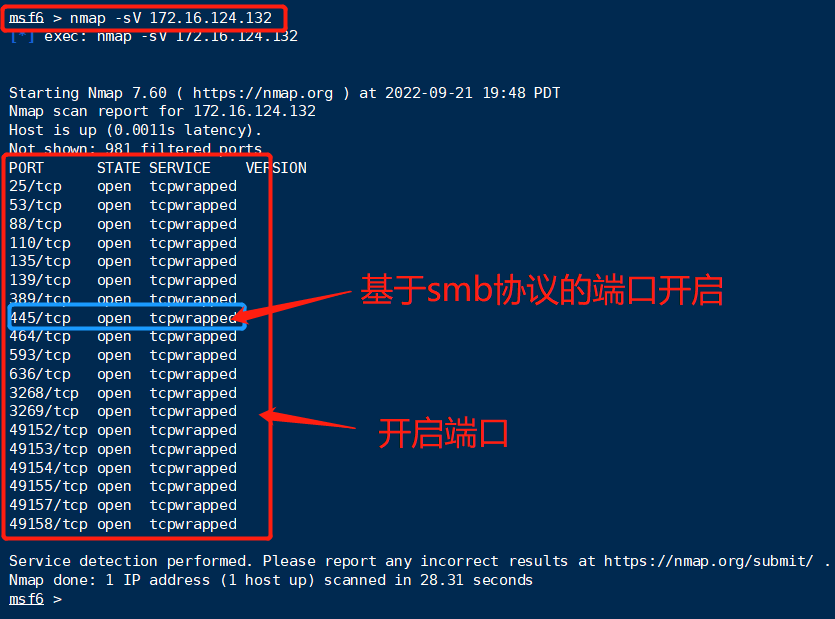 msf6 > nmap -sV 172.16.124.132
[*] exec: nmap -sV 172.16.124.132
Starting Nmap 7.60 ( https://nmap.org ) at 2022-09-21 19:48 PDT
Nmap scan report for 172.16.124.132
Host is up (0.0011s latency).
Not shown: 981 filtered ports
PORT STATE SERVICE VERSION
25/tcp open tcpwrapped
53/tcp open tcpwrapped
88/tcp open tcpwrapped
110/tcp open tcpwrapped
135/tcp open tcpwrapped
139/tcp open tcpwrapped
389/tcp open tcpwrapped
基于smb协议的端口开启
445/tcp open tcpwrapped
464/tcp open tcpwrapped
593/tcp open tcpwrapped
636/tcp open tcpwrapped
3268/tcp open tcpwrapped
3269/tcp open tcpwrapped
开启端口
49152/tcp open tcpwrapped
49153/tcp open tcpwrapped
49154/tcp open tcpwrapped
49155/tcp open tcpwrapped
49157/tcp open tcpwrapped
49158/tcp open tcpwrapped
Service detection performed. Please report any incorrect results at https://nmap.org/submit/ .
Nmap done: 1 IP address (1 host up) scanned in 28.31 seconds
msf6 >